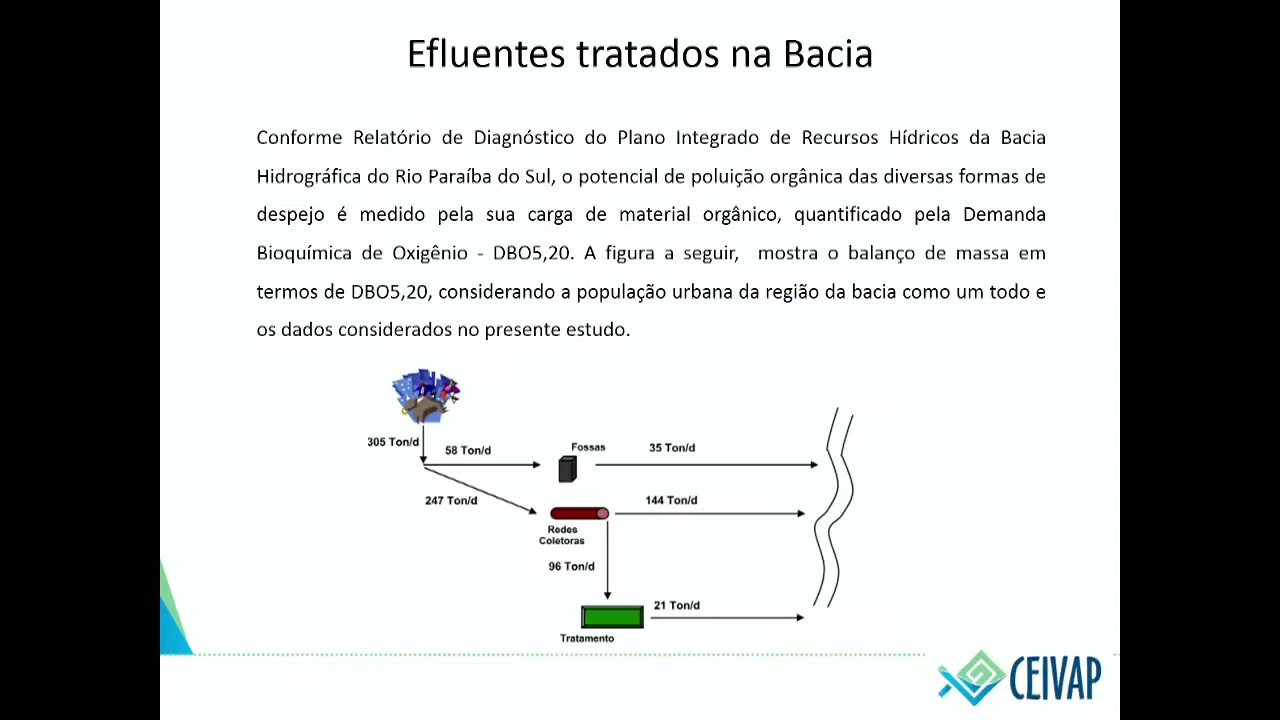 Efluentes tratados na Bacia
Conforme Relatório de Diagnóstico do Plano Integrado de Recursos Hídricos da Bacia
Hidrográfica do Rio Paraíba do Sul, o potencial de poluição orgânica das diversas formas de
despejo é medido pela sua carga de material orgânico, quantificado pela Demanda
Bioquímica de Oxigênio - DBO5,20. A figura a seguir, mostra o balanço de massa em
termos de DBO5,20, considerando a população urbana da região da bacia como um todo e
os dados considerados no presente estudo.
305 Ton/d
58 Ton/d
Fossas
35 Ton/d
247 Ton/d
144 Ton/d
Redes
Coletoras
96 Ton/d
21 Ton/d
Tratamento
CEIVAP